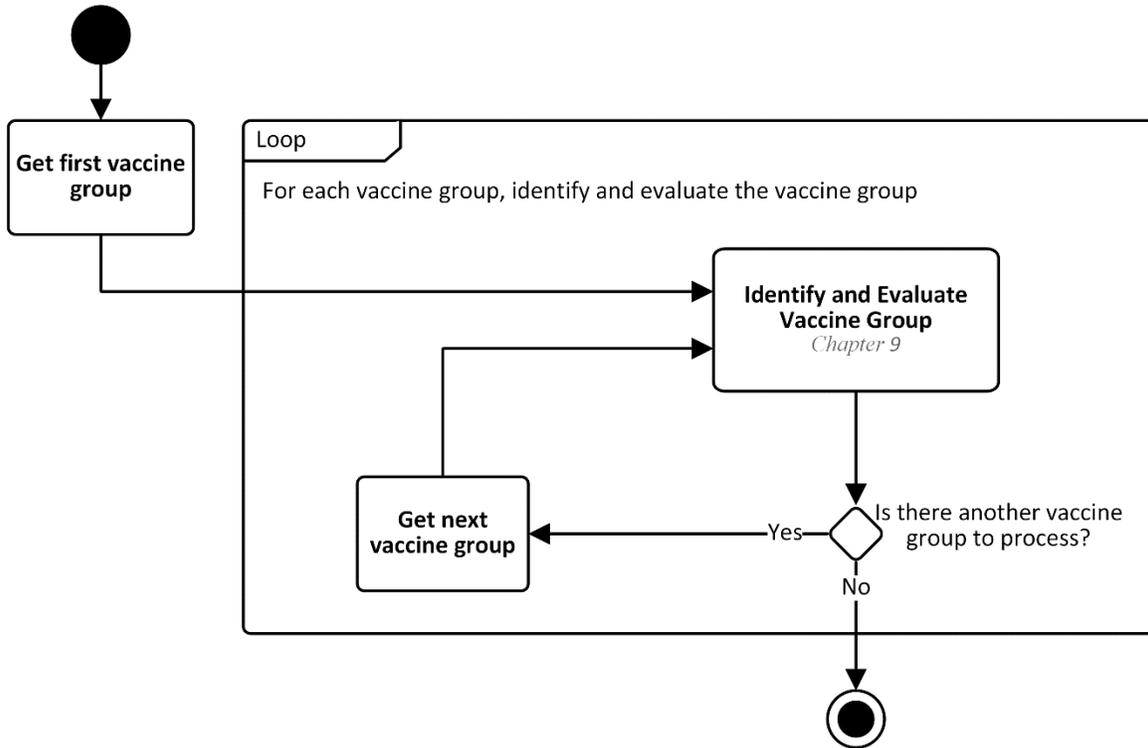 Get first vaccine
group
Loop
For each vaccine group, identify and evaluate the vaccine group
Identify and Evaluate
Vaccine Group
Chapter 9
Get next
vaccine group
Yes
Is there another vaccine
group to process?
No